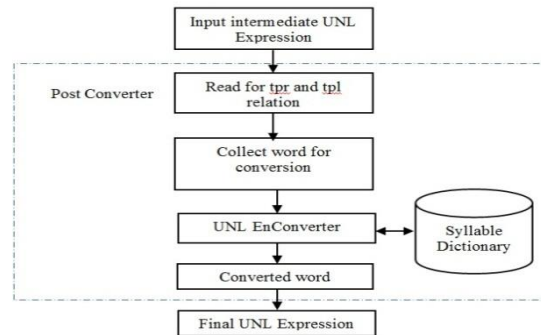 Input intermediate UNL
Expression
Post Converter
Read for tpr and tpl
relation
Collect word for
conversion
UNL EnConverter
Syllable
Dictionary
Converted word
Final UNL Expression